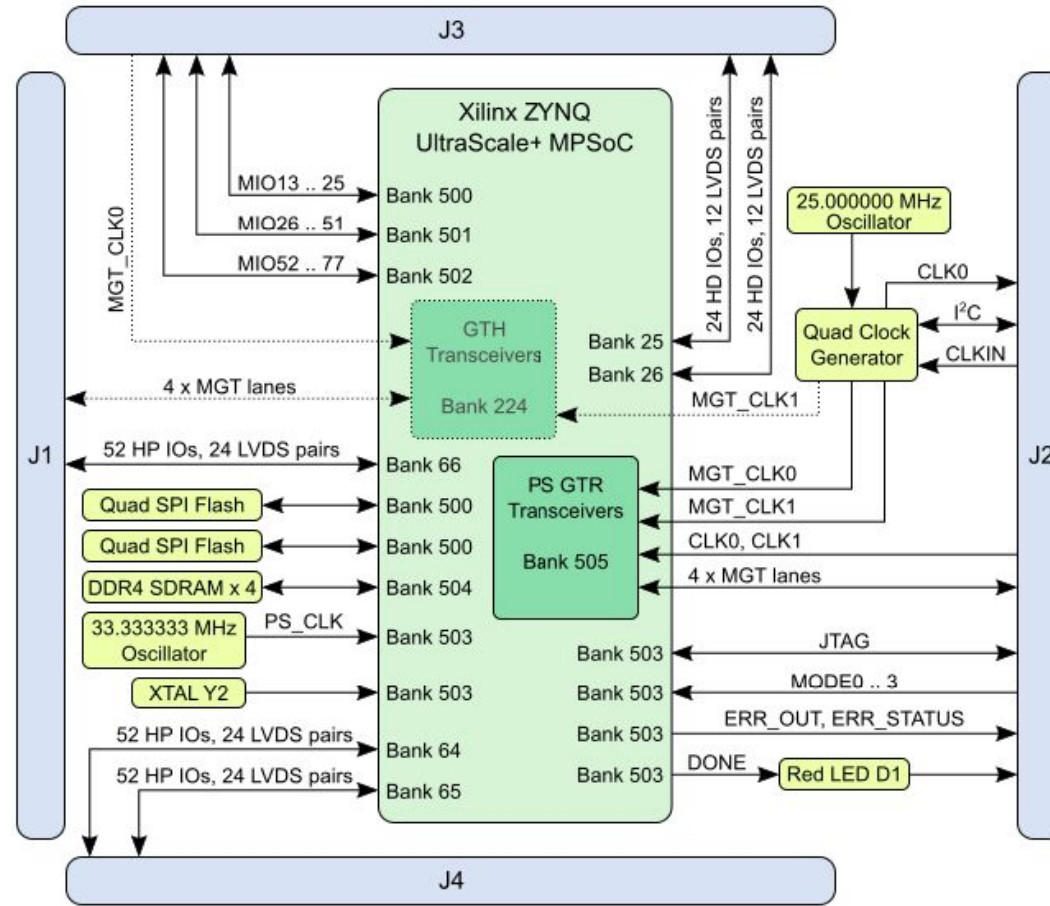 J3
Xilinx ZYNQ
UltraScale+ MPSoC
MIO13 .. 25
Bank 500
MIO26 .. 51
Bank 501
MIO52 .. 77
Bank 502
MGT_CLK0
24 HD IOs, 12 LVDS pairs
24 HD IOs, 12 LVDS pairs
25.000000 MHz
Oscillator
CLK0
I²C
CLKIN
Quad Clock
Generator
GTH
Transceivers
Bank 224
Bank 25
Bank 26
MGT_CLK1
4 x MGT lanes
J1
J2
52 HP IOs, 24 LVDS pairs
Bank 66
Quad SPI Flash
Bank 500
Quad SPI Flash
Bank 500
DDR4 SDRAM x 4
Bank 504
33.333333 MHz
Oscillator
PS_CLK
Bank 503
XTAL Y2
Bank 503
PS GTR
Transceivers
Bank 505
MGT_CLK0
MGT_CLK1
CLK0, CLK1
4 x MGT lanes
Bank 503
JTAG
Bank 503
MODE0 .. 3
Bank 503
ERR_OUT, ERR_STATUS
Bank 503
DONE
Red LED D1
52 HP IOs, 24 LVDS pairs
Bank 64
52 HP IOs, 24 LVDS pairs
Bank 65
J4